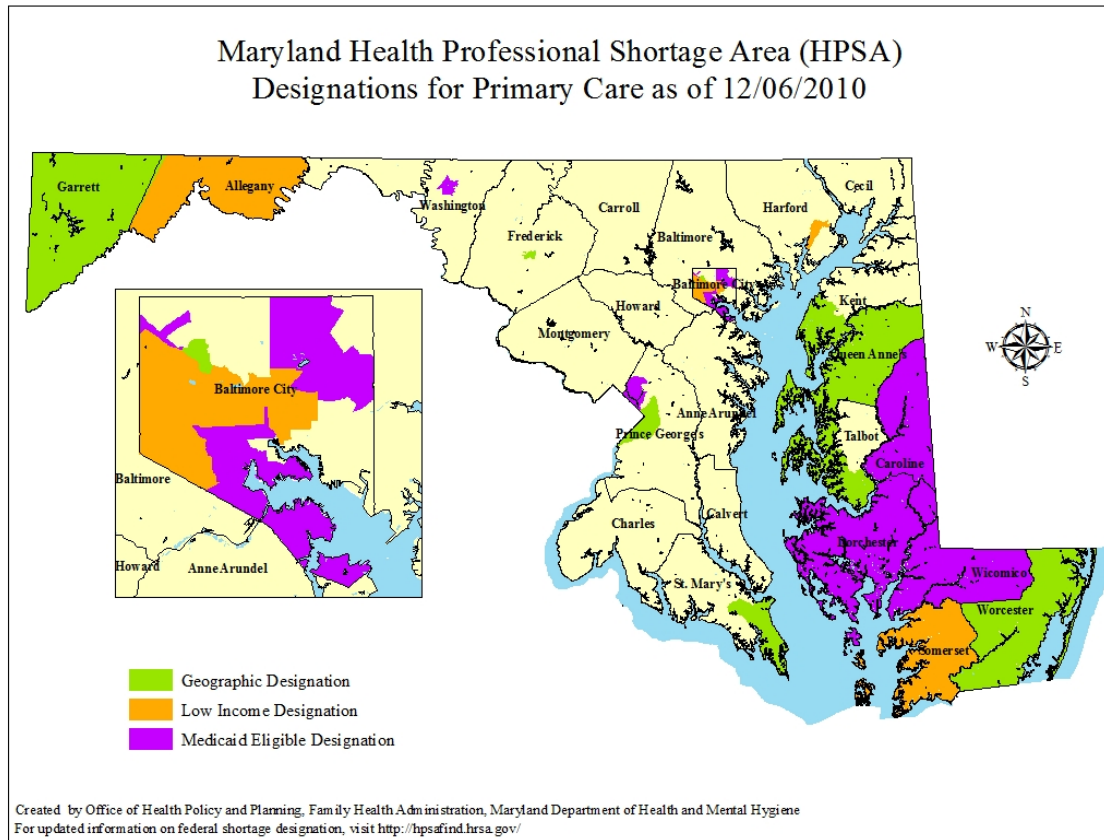 Maryland Health Professional Shortage Area (HPSA)
Designations for Primary Care as of 12/06/2010
Garrett
Allegany
Washington
Frederick
Carroll
Baltimore
Harford
Cecil
Baltimore City
Howard
Montgomery
Kent
Queen Anne's
Anne Arundel
Prince George's
Talbot
Caroline
Charles
Calvert
St. Mary's
Dorchester
Wicomico
Worcester
Somerset
N
W
E
S
Baltimore City
Baltimore
Howard
Anne Arundel
Geographic Designation
Low Income Designation
Medicaid Eligible Designation
Created by Office of Health Policy and Planning, Family Health Administration, Maryland Department of Health and Mental Hygiene
For updated information on federal shortage designation, visit http://hpsafind.hrsa.gov/